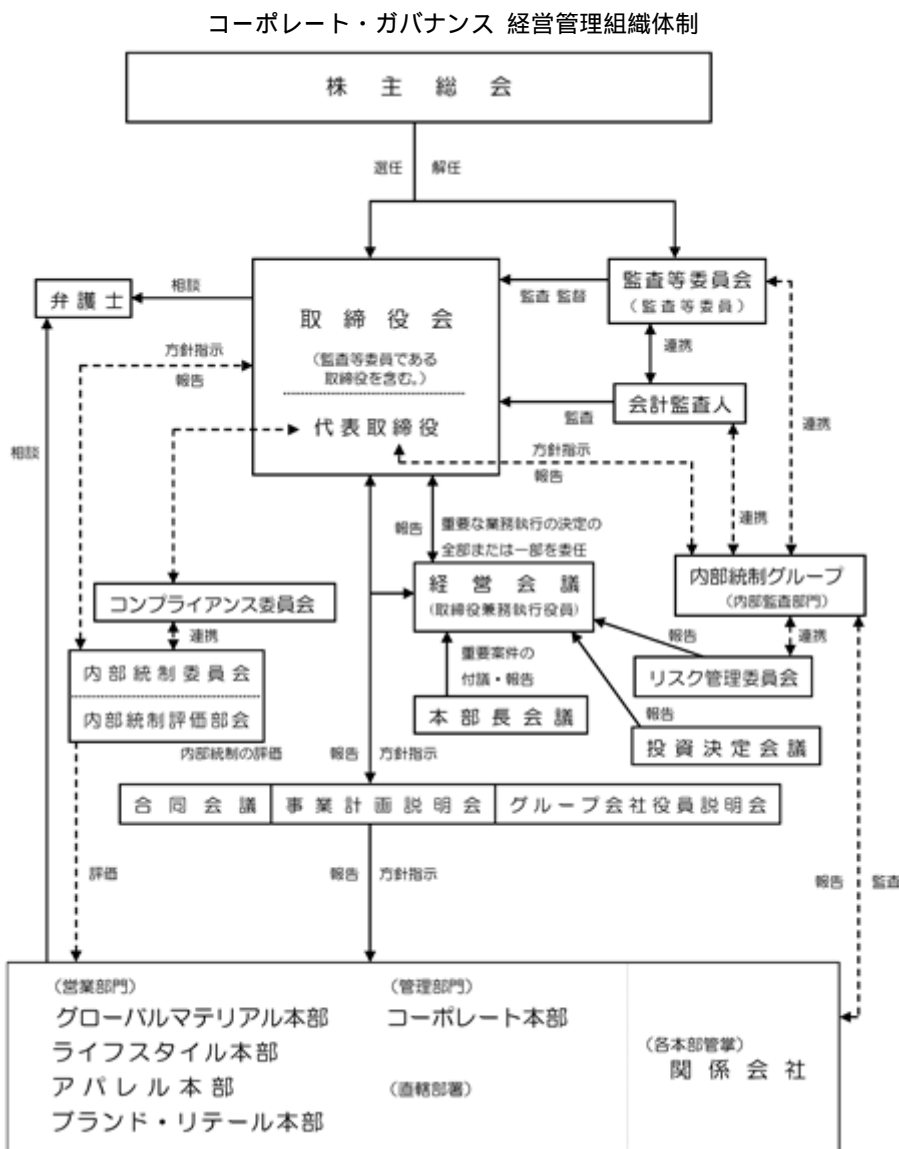 コーポレート・ガバナンス 経営管理組織体制
株主総会
選任 解任
弁護士
相談
取締役会
(監査等委員である
取締役を含む。)
代表取締役
監査 監督
監査等委員会
(監査等委員)
連携
会計監査人
監査
方針指示
報告
相談
方針指示
報告
連携
連携
報告
重要な業務執行の決定の
全部または一部を委任
経営会議
(取締役兼務執行役員)
内部統制グループ
(内部監査部門)
コンプライアンス委員会
連携
内部統制委員会
内部統制評価部会
重要案件の
付議・報告
本部長会議
報告
連携
リスク管理委員会
報告
投資決定会議
内部統制の評価
報告 方針指示
合同会議
事業計画説明会
グループ会社役員説明会
評価
報告 方針指示
報告 監査
(営業部門)
グローバルマテリアル本部
ライフスタイル本部
アパレル本部
ブランド・リテール本部
(管理部門)
コーポレート本部
(直轄部署)
(各本部管掌)
関係会社